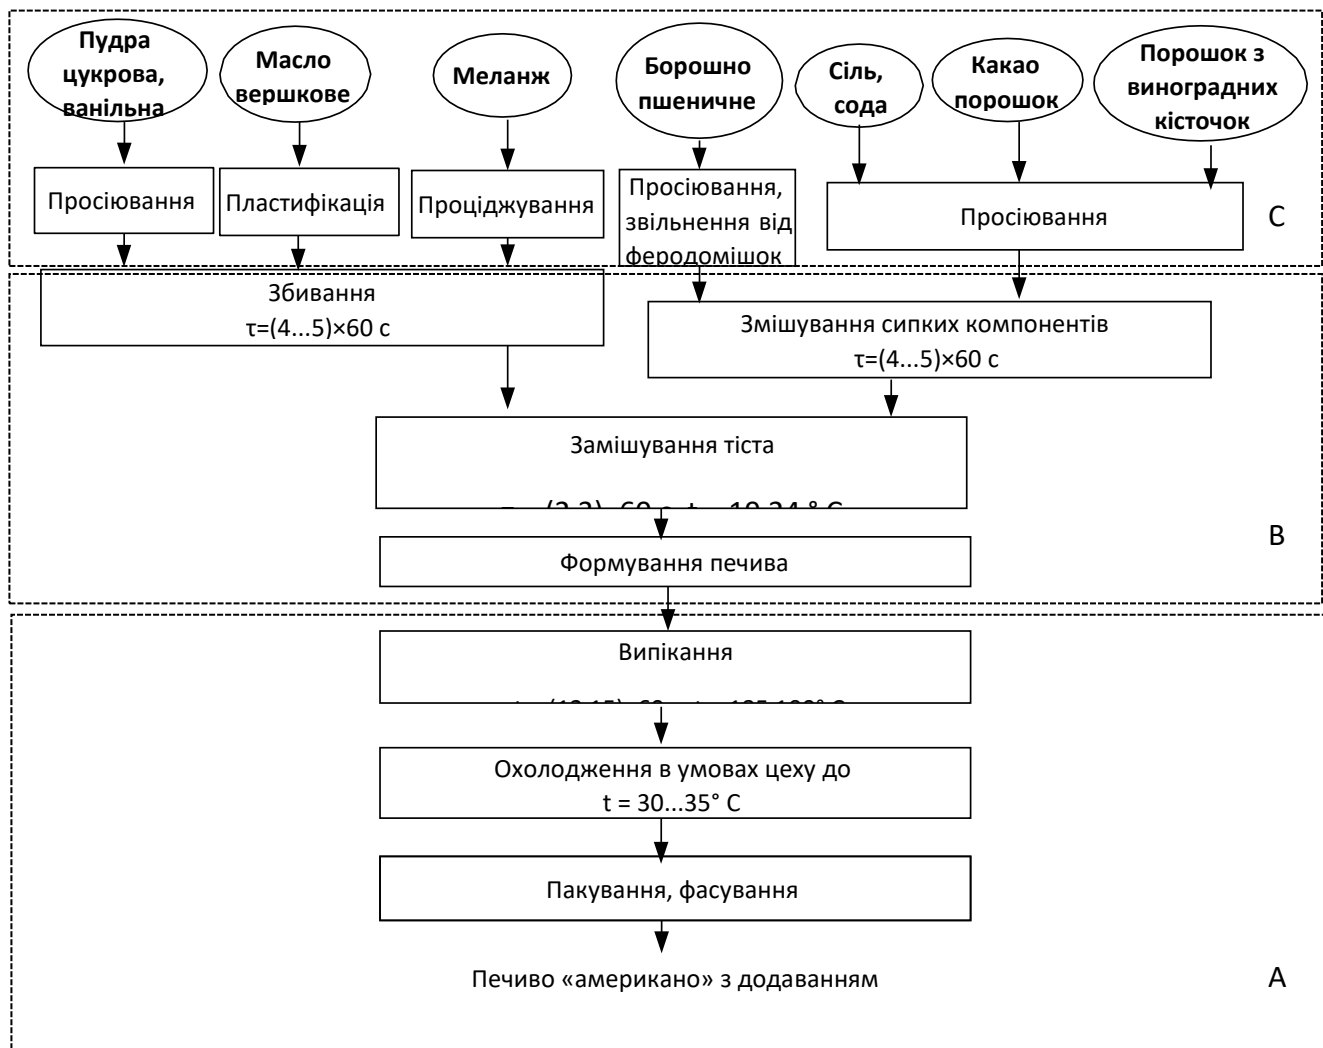 Пудра
цукрова,
ванільна
Масло
вершкове
Меланж
Борошно
пшеничне
Сіль,
сода
Какао
порошок
Порошок з
виноградних
кісточок
Просіювання
Пластифікація
Проціджування
Просіювання,
звільнення від
феродомішок
Просіювання
C
Збивання
τ=(4...5)×60 с
Змішування сипких компонентів
τ=(4...5)×60 с
Замішування тіста
B
Формування печива
Випікання
Охолодження в умовах цеху до
t = 30...35° C
Пакування, фасування
Печиво «американо» з додаванням
A